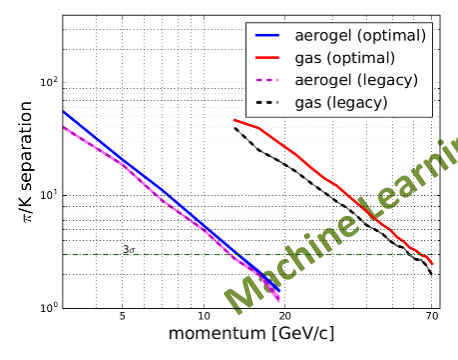 aerogel (optimal)
gas (optimal)
aerogel (legacy)
gas (legacy)
10²
10¹
10⁰
π/K separation
3σ
Machine
5
10
20
70
momentum [GeV/c]